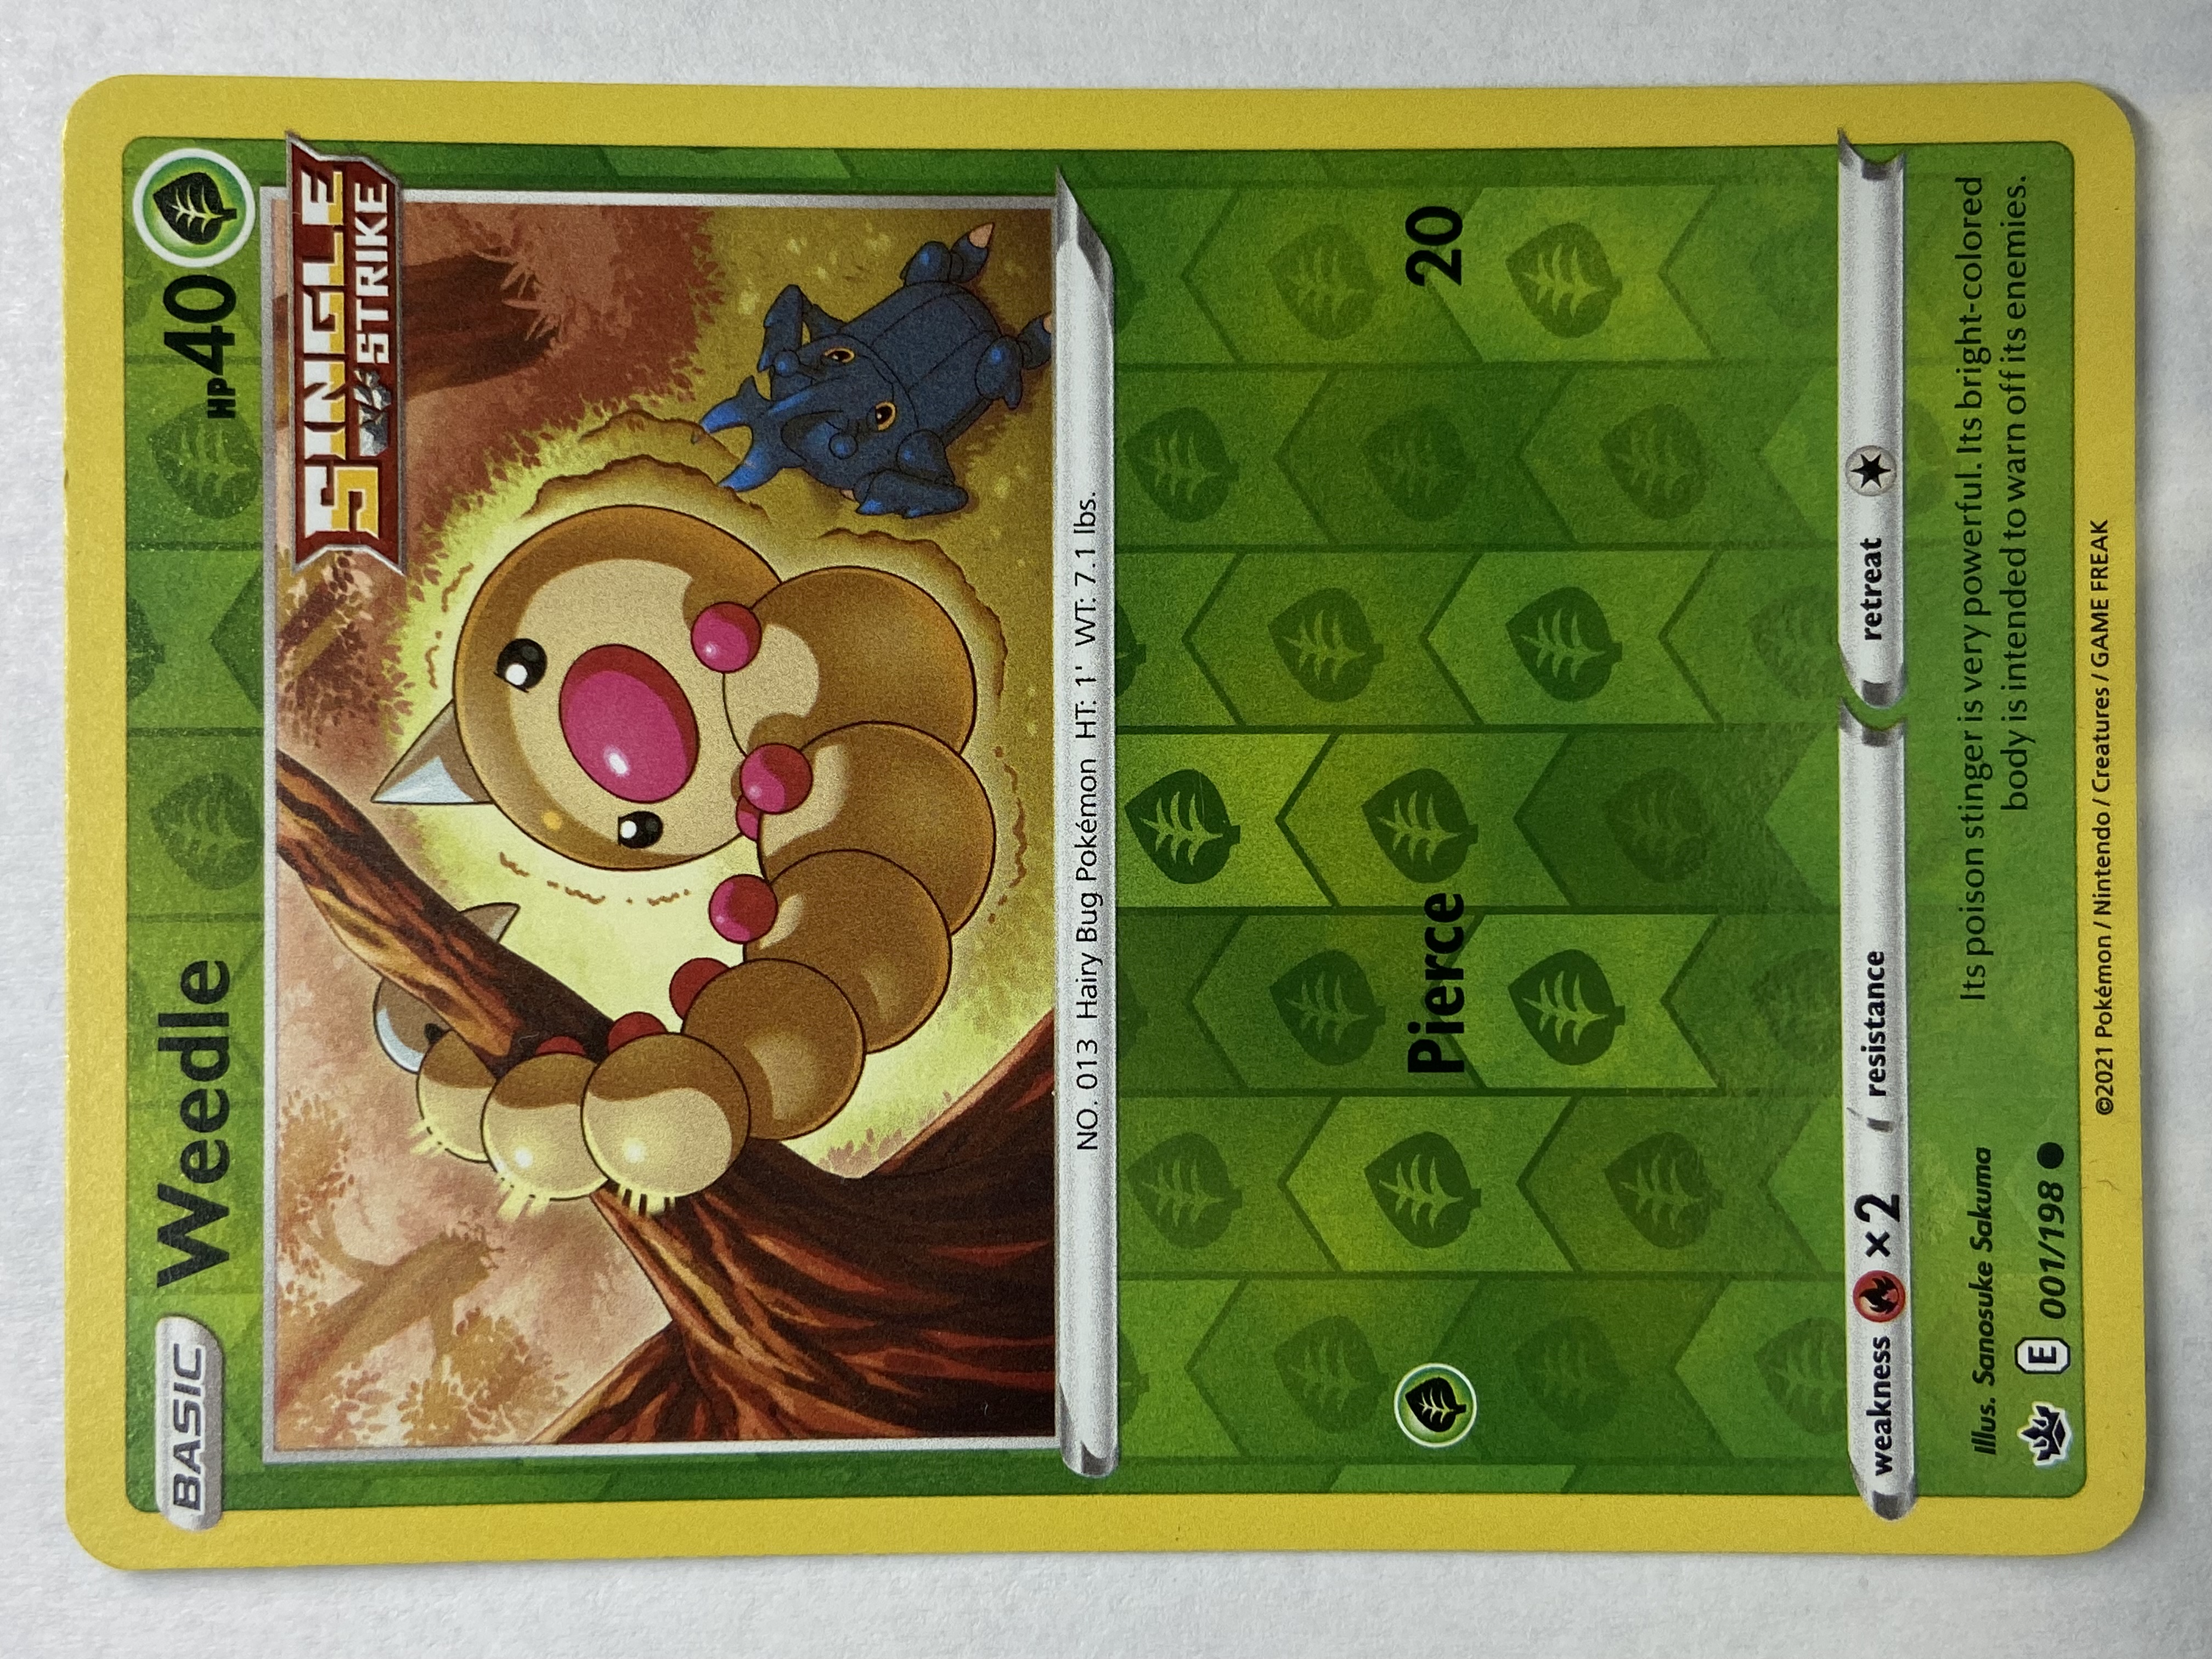 BASIC Weedle HP 40
SINGLE
STRIKE
NO. 013 Hairy Bug Pokémon HT: 1' WT: 7.1 lbs.
Pierce 20
weakness ×2 resistance retreat
Illus. Sanosuke Sakuma
Its poison stinger is very powerful. Its bright-colored
body is intended to warn off its enemies.
E 001/198
©2021 Pokémon / Nintendo / Creatures / GAME FREAK